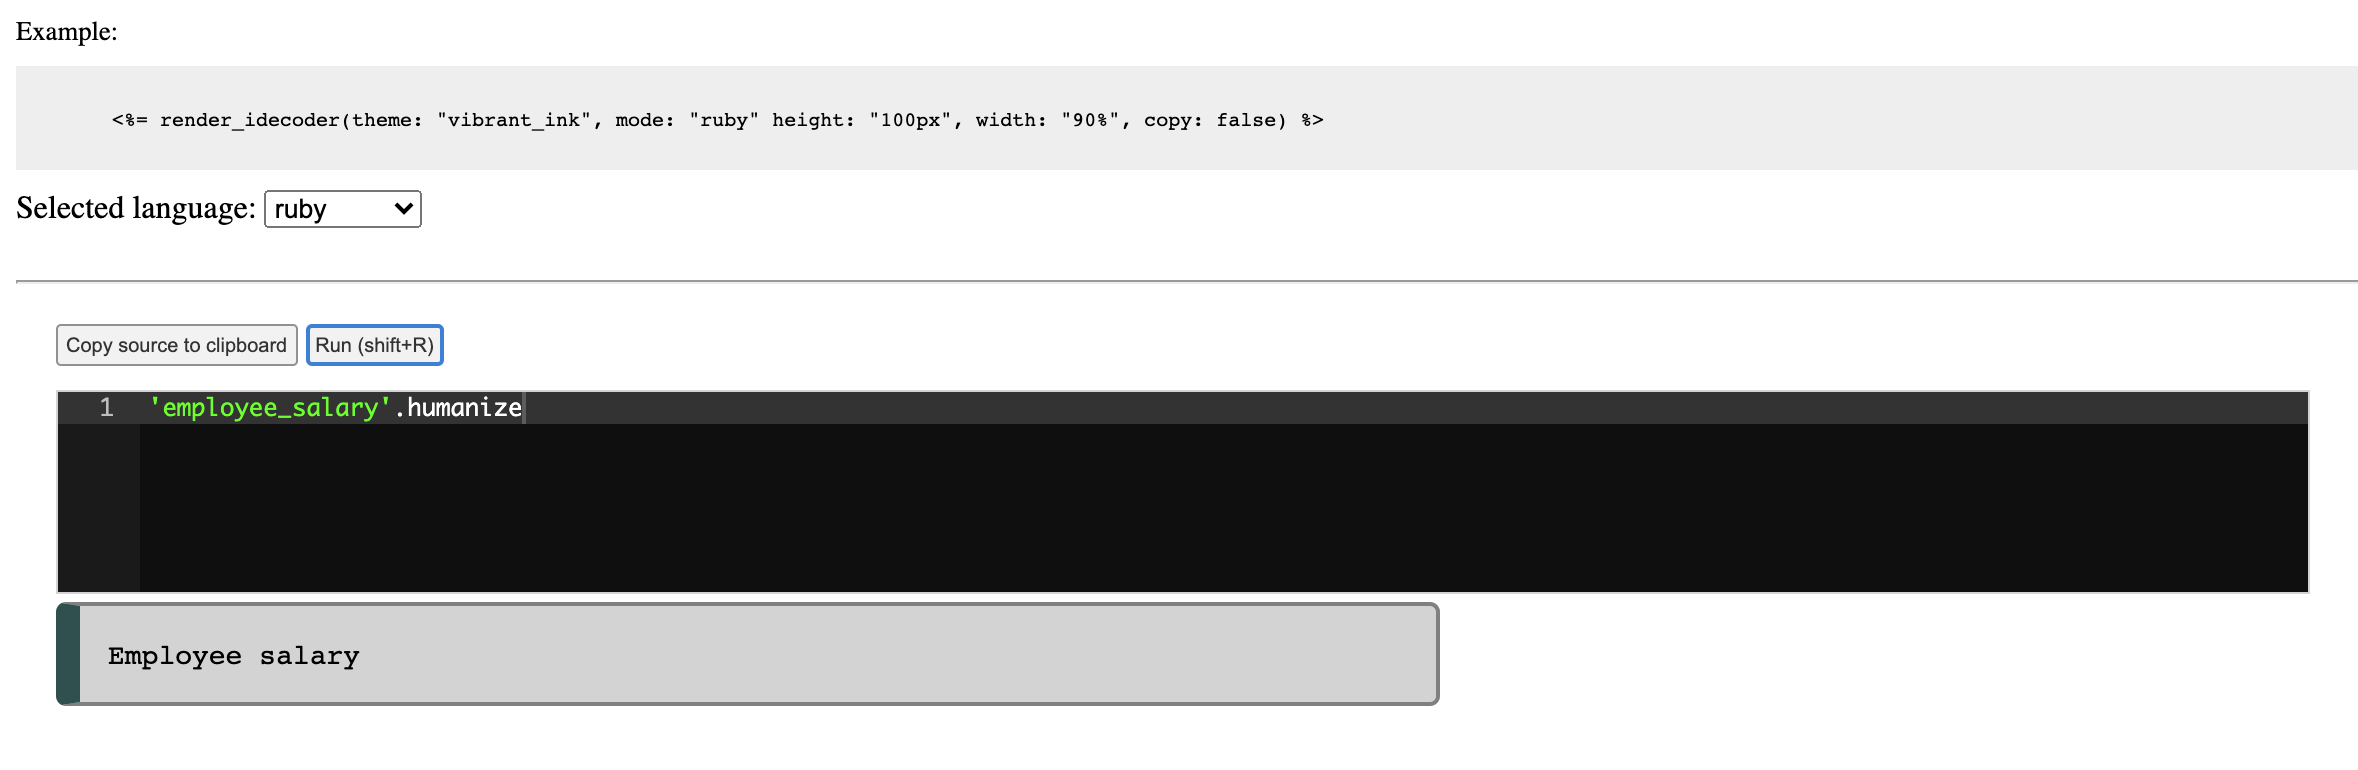 Example:
<%= render_idecoder(theme: "vibrant_ink", mode: "ruby" height: "100px", width: "90%", copy: false) %>
Selected language: ruby
Copy source to clipboard Run (shift+R)
1 'employee_salary'.humanize
Employee salary